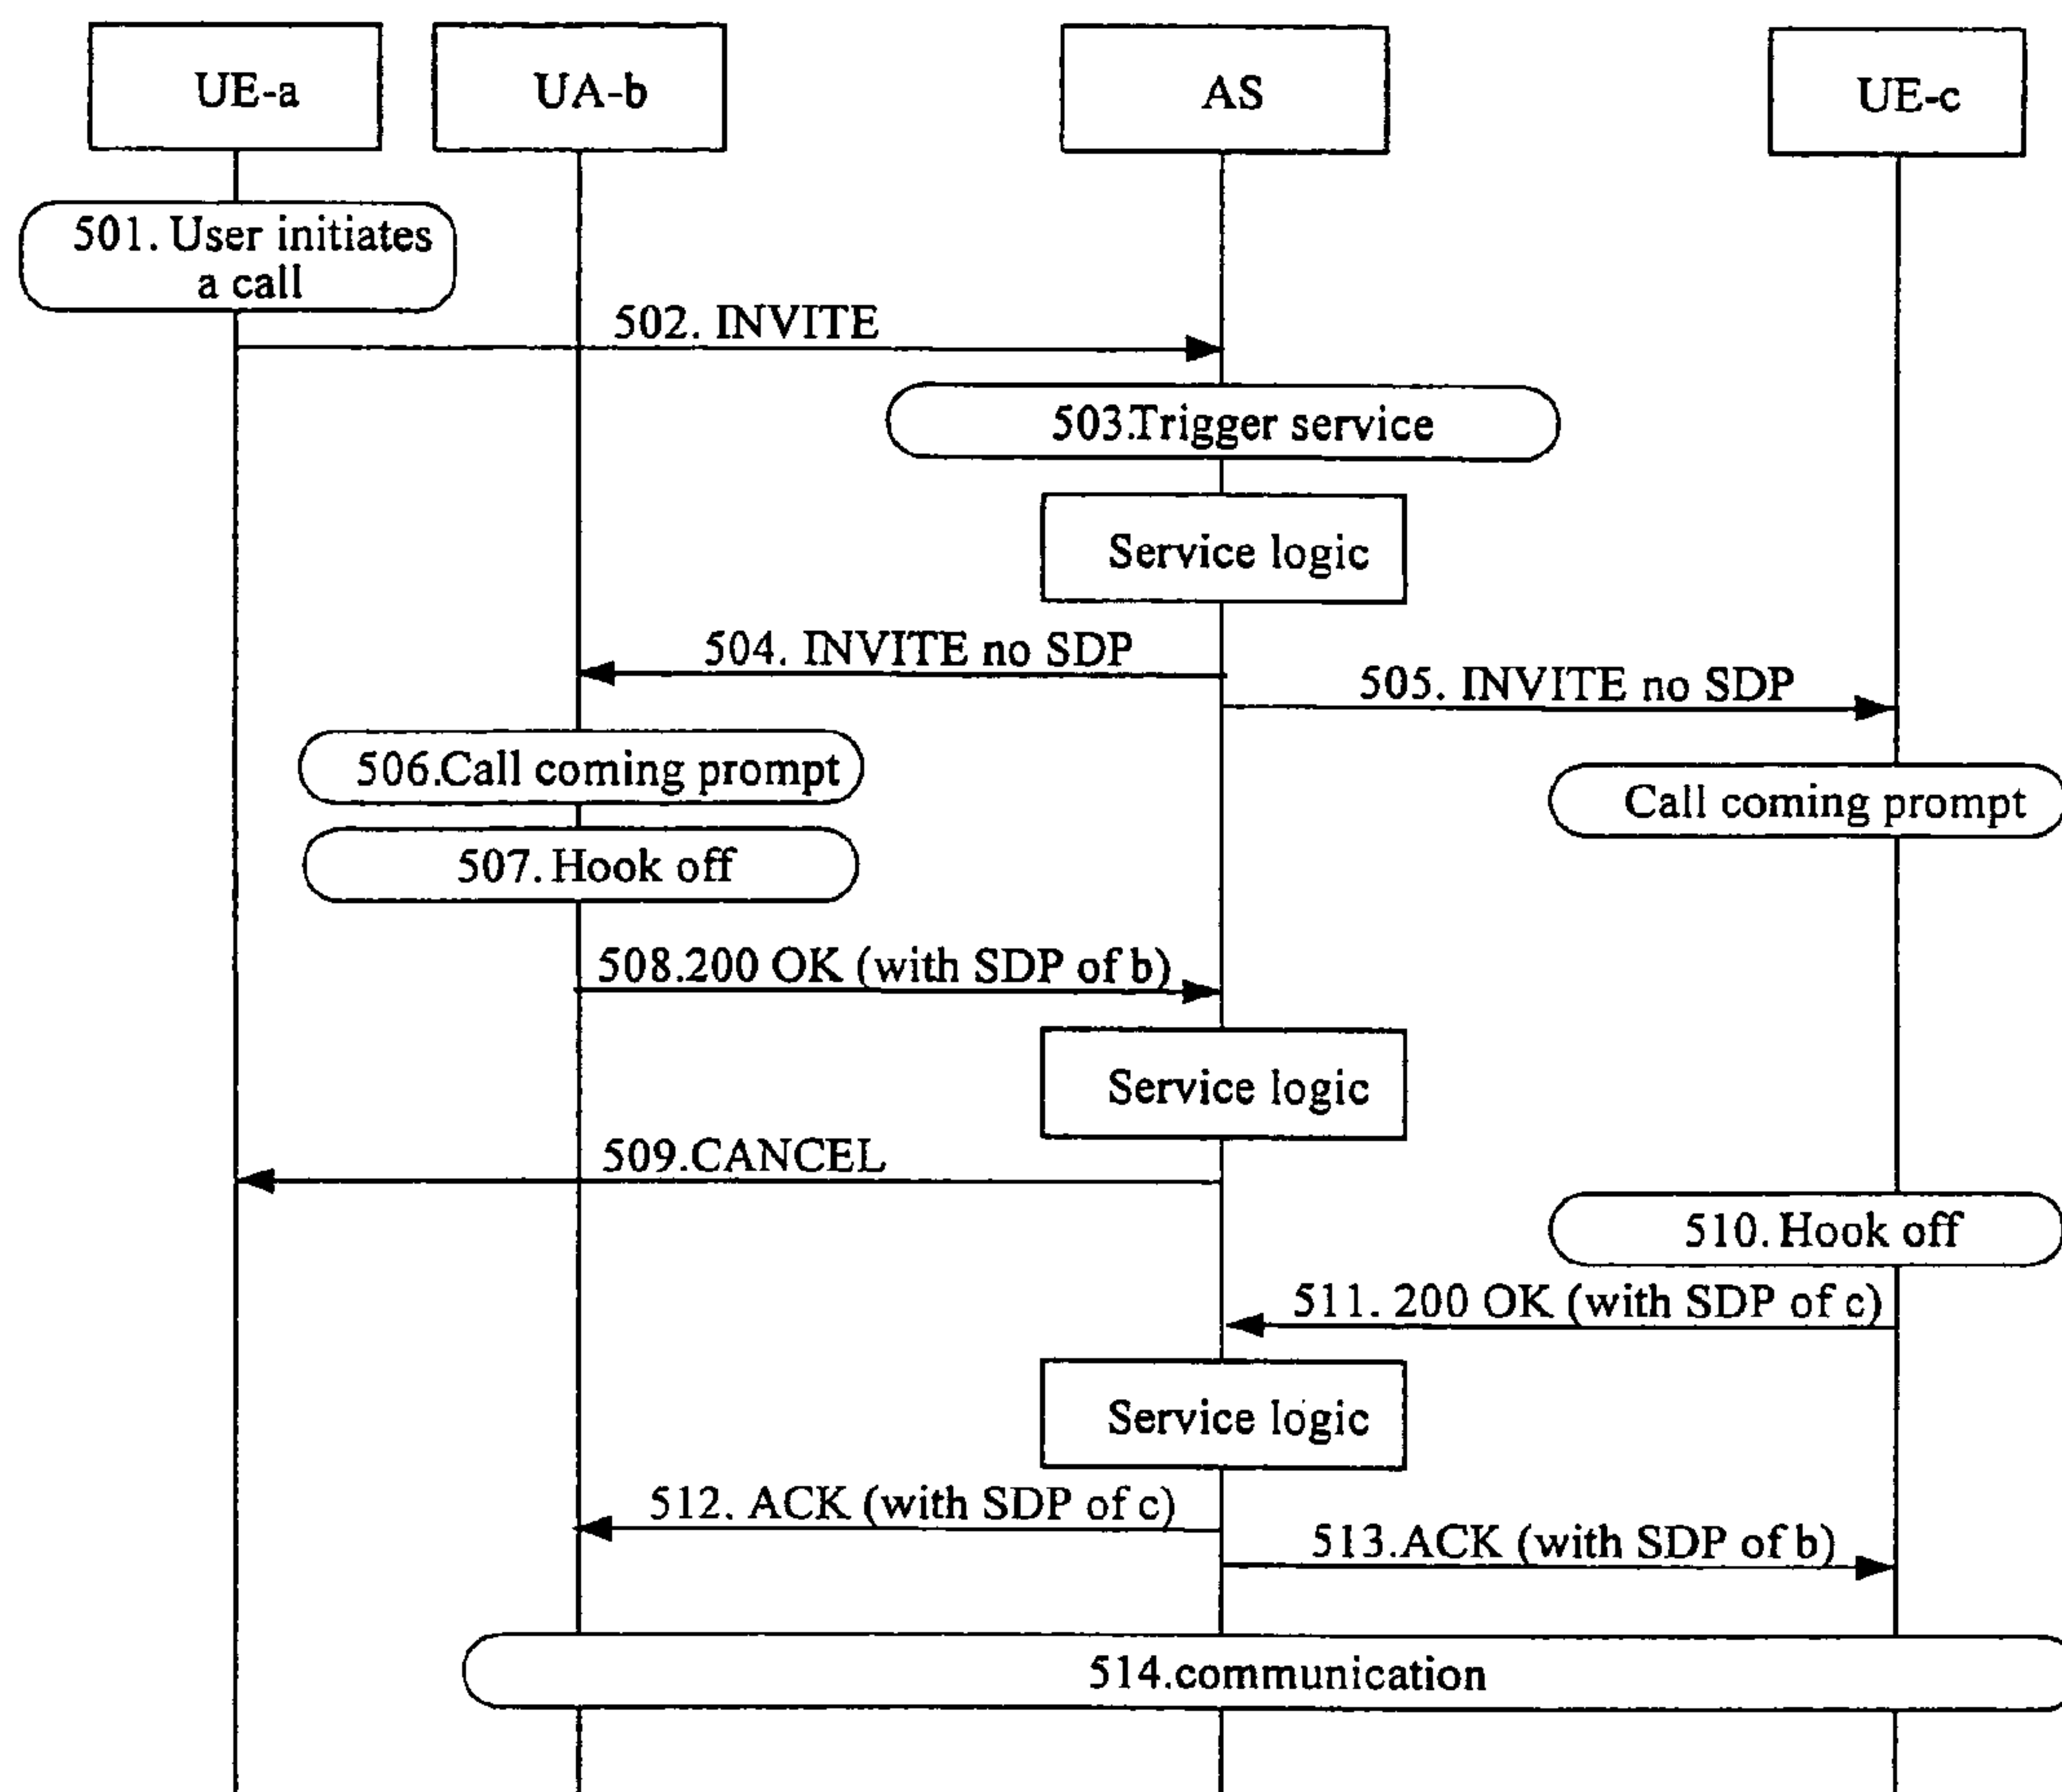 UE-a
UA-b
AS
UE-c
501. User initiates
a call
502. INVITE
503.Trigger service
Service logic
504. INVITE no SDP
505. INVITE no SDP
506.Call coming prompt
Call coming prompt
507. Hook off
508.200 OK (with SDP of b)
Service logic
509.CANCEL
510. Hook off
511. 200 OK (with SDP of c)
Service logic
512. ACK (with SDP of c)
513.ACK (with SDP of b)
514.communication